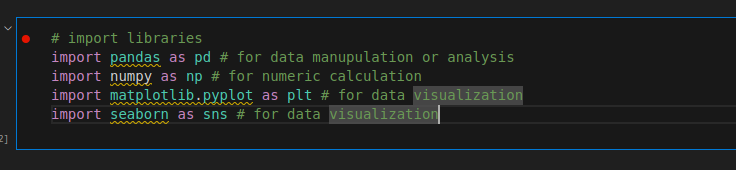 # import libraries
import pandas as pd # for data manupulation or analysis
import numpy as np # for numeric calculation
import matplotlib.pyplot as plt # for data visualization
import seaborn as sns # for data visualization
2]